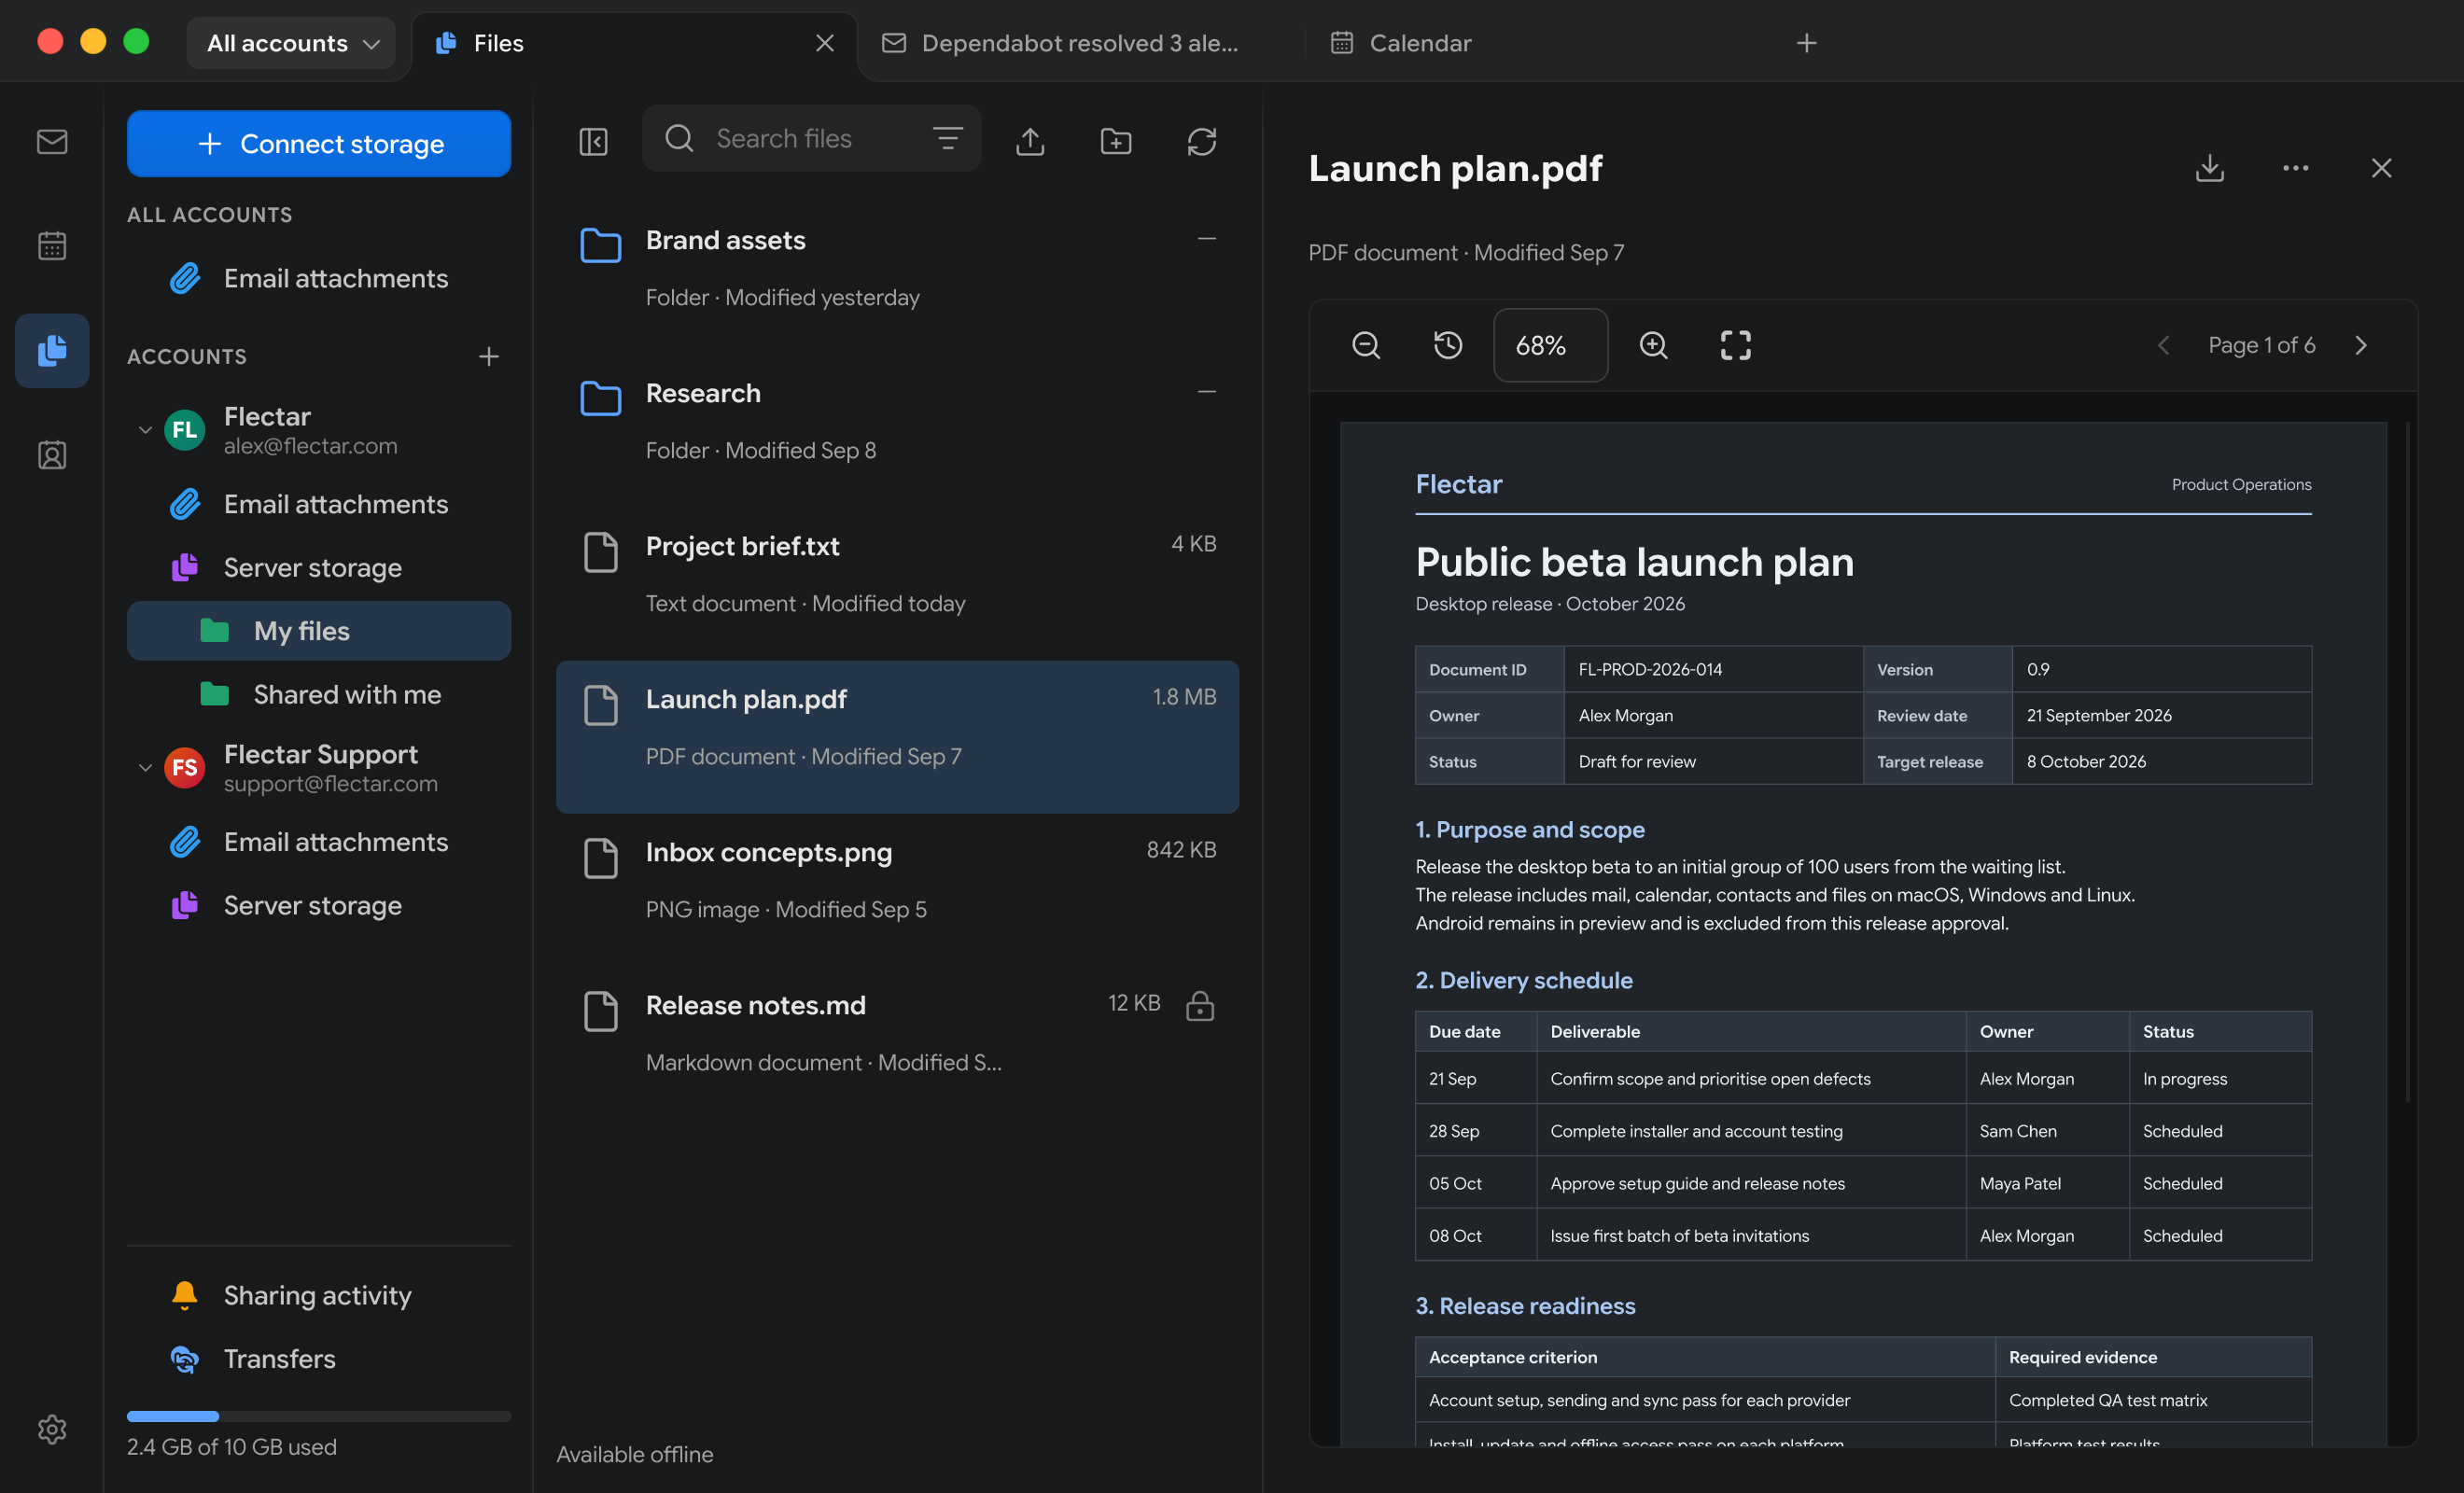 All accounts
Files
Dependabot resolved 3 ale...
Calendar
Connect storage
ALL ACCOUNTS
Email attachments
ACCOUNTS
FL
Flectar
alex@flectar.com
Email attachments
Server storage
My files
Shared with me
FS
Flectar Support
support@flectar.com
Email attachments
Server storage
Sharing activity
Transfers
2.4 GB of 10 GB used
Search files
Brand assets
Folder · Modified yesterday
Research
Folder · Modified Sep 8
Project brief.txt
4 KB
Text document · Modified today
Launch plan.pdf
1.8 MB
PDF document · Modified Sep 7
Inbox concepts.png
842 KB
PNG image · Modified Sep 5
Release notes.md
12 KB
Markdown document · Modified S...
Available offline
Launch plan.pdf
PDF document · Modified Sep 7
68%
Page 1 of 6
Flectar
Product Operations
Public beta launch plan
Desktop release · October 2026
Document ID FL-PROD-2026-014 Version 0.9
Owner Alex Morgan Review date 21 September 2026
Status Draft for review Target release 8 October 2026
1. Purpose and scope
Release the desktop beta to an initial group of 100 users from the waiting list.
The release includes mail, calendar, contacts and files on macOS, Windows and Linux.
Android remains in preview and is excluded from this release approval.
2. Delivery schedule
Due date Deliverable Owner Status
21 Sep Confirm scope and prioritise open defects Alex Morgan In progress
28 Sep Complete installer and account testing Sam Chen Scheduled
05 Oct Approve setup guide and release notes Maya Patel Scheduled
08 Oct Issue first batch of beta invitations Alex Morgan Scheduled
3. Release readiness
Acceptance criterion Required evidence
Account setup, sending and sync pass for each provider Completed QA test matrix
Install, update and offline access pass on each platform Platform test results